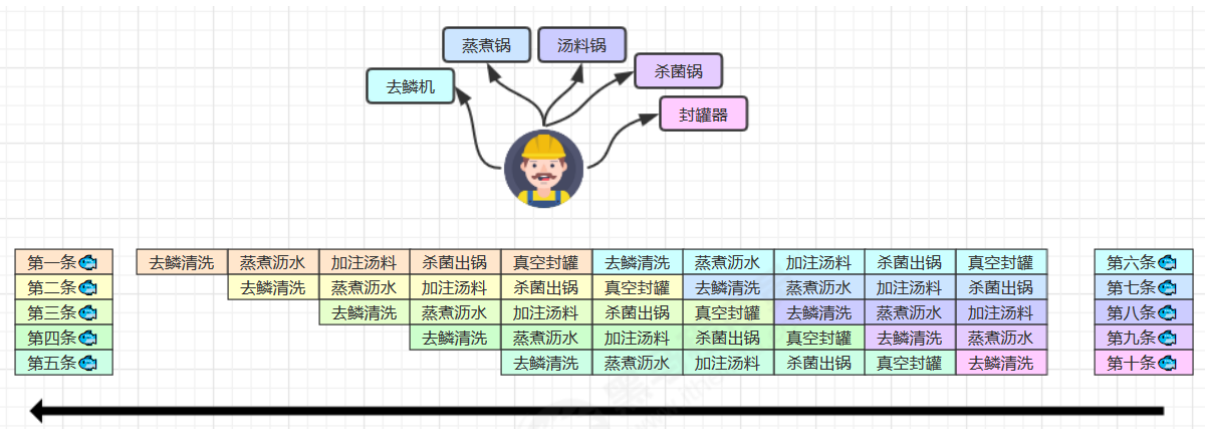 蒸煮锅 汤料锅
杀菌锅
去鳞机
封罐器
第一条 去鳞清洗 蒸煮沥水 加注汤料 杀菌出锅 真空封罐 去鳞清洗 蒸煮沥水 加注汤料 杀菌出锅 真空封罐 第六条
第二条 去鳞清洗 蒸煮沥水 加注汤料 杀菌出锅 真空封罐 去鳞清洗 蒸煮沥水 加注汤料 杀菌出锅 第七条
第三条 去鳞清洗 蒸煮沥水 加注汤料 杀菌出锅 真空封罐 去鳞清洗 蒸煮沥水 加注汤料 第八条
第四条 去鳞清洗 蒸煮沥水 加注汤料 杀菌出锅 真空封罐 去鳞清洗 蒸煮沥水 第九条
第五条 去鳞清洗 蒸煮沥水 加注汤料 杀菌出锅 真空封罐 去鳞清洗 第十条